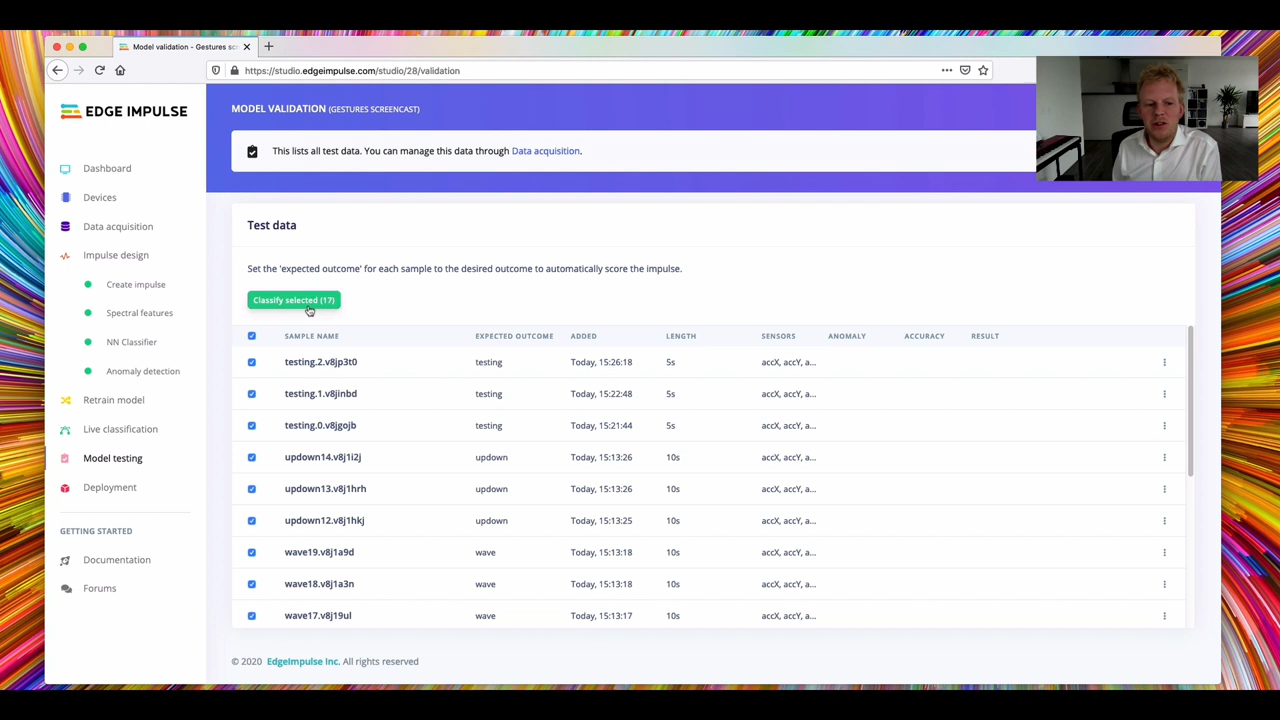 Model validation - Gestures scr
https://studio.edgeimpulse.com/studio/28/validation
EDGE IMPULSE
Dashboard
Devices
Data acquisition
Impulse design
Create impulse
Spectral features
NN Classifier
Anomaly detection
Retrain model
Live classification
Model testing
Deployment
GETTING STARTED
Documentation
Forums
MODEL VALIDATION (GESTURES SCREENCAST)
This lists all test data. You can manage this data through Data acquisition.
Test data
Set the 'expected outcome' for each sample to the desired outcome to automatically score the impulse.
Classify selected (17)
SAMPLE NAME EXPECTED OUTCOME ADDED LENGTH SENSORS ANOMALY ACCURACY RESULT
testing.2.v8jp3t0 testing Today, 15:26:18 5s accX, accY, a...
testing.1.v8jinbd testing Today, 15:22:48 5s accX, accY, a...
testing.0.v8jgojb testing Today, 15:21:44 5s accX, accY, a...
updown14.v8j1i2j updown Today, 15:13:26 10s accX, accY, a...
updown13.v8j1hrh updown Today, 15:13:26 10s accX, accY, a...
updown12.v8j1hkj updown Today, 15:13:25 10s accX, accY, a...
wave19.v8j1a9d wave Today, 15:13:18 10s accX, accY, a...
wave18.v8j1a3n wave Today, 15:13:18 10s accX, accY, a...
wave17.v8j19ul wave Today, 15:13:17 10s accX, accY, a...
© 2020 EdgeImpulse Inc. All rights reserved